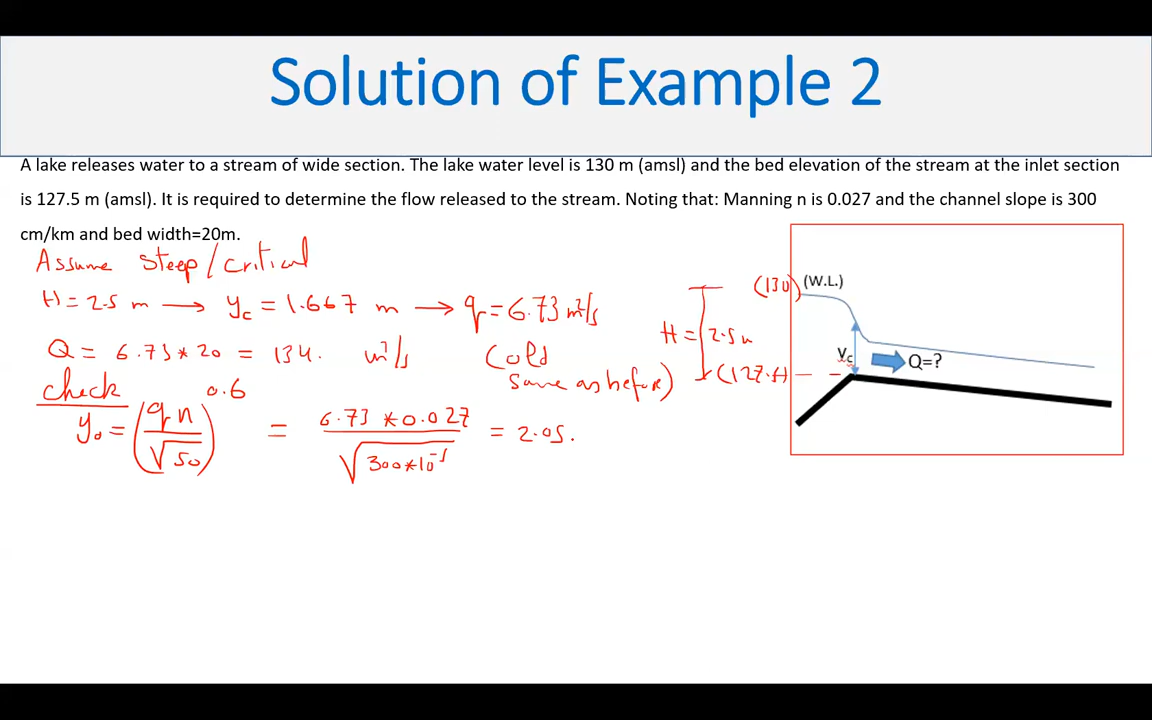 Solution of Example 2
A lake releases water to a stream of wide section. The lake water level is 130 m (amsl) and the bed elevation of the stream at the inlet section
is 127.5 m (amsl). It is required to determine the flow released to the stream. Noting that: Manning n is 0.027 and the channel slope is 300
cm/km and bed width=20m.
Assume steep/critical
H = 2.5 m → yc = 1.667 m → q = 6.73 m²/s
Q = 6.73 * 20 = 134. m³/s (old
same as before)
check
y₀ = (q n / √S0)^0.6 = 6.73 * 0.027 / √300*10⁻⁵ = 2.05.
(130) (W.L.)
H = 2.5m
yc Q=?
(127.5)